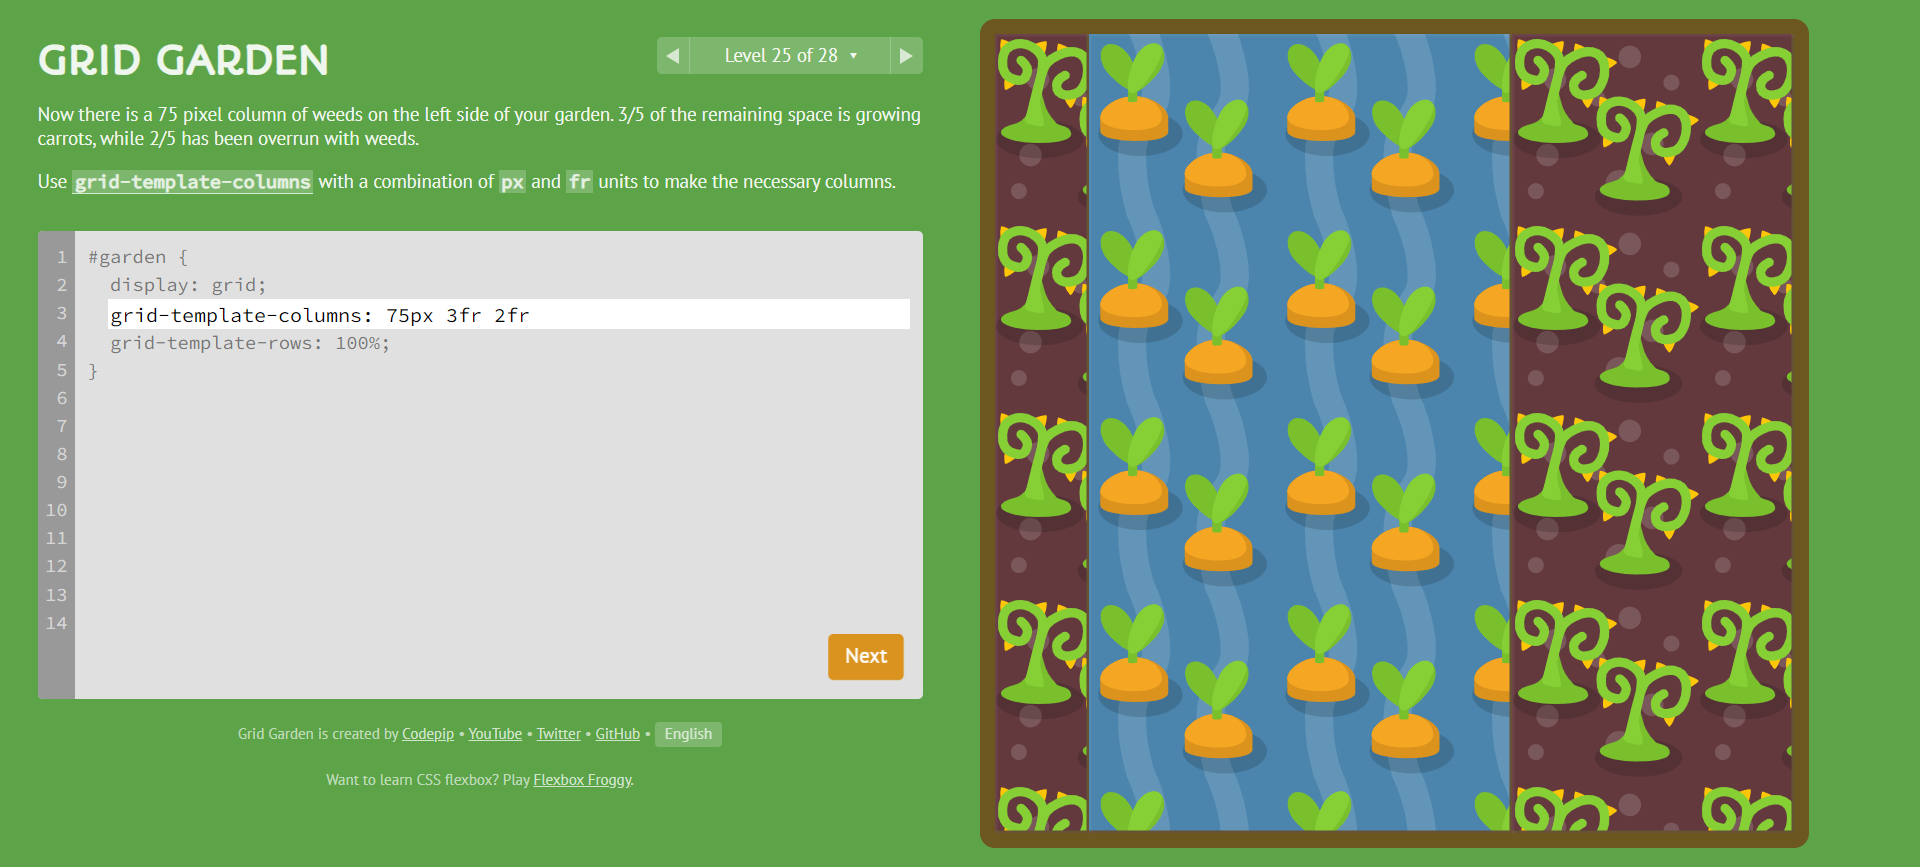 GRID GARDEN
◀ Level 25 of 28 ▼ ▶
Now there is a 75 pixel column of weeds on the left side of your garden. 3/5 of the remaining space is growing
carrots, while 2/5 has been overrun with weeds.
Use grid-template-columns with a combination of px and fr units to make the necessary columns.
1 #garden {
2 display: grid;
3 grid-template-columns: 75px 3fr 2fr
4 grid-template-rows: 100%;
5 }
6
7
8
9
10
11
12
13
14
Next
Grid Garden is created by Codepip • YouTube • Twitter • GitHub • English
Want to learn CSS flexbox? Play Flexbox Froggy.